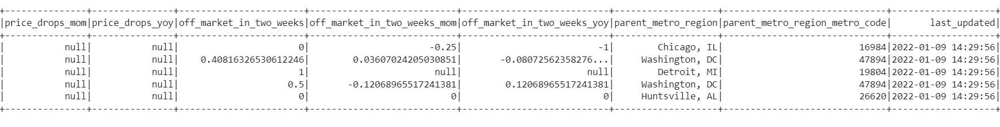 +---------------+---------------+----------------------+--------------------------+--------------------------+-------------------+------------------------------+-------------------+
|price_drops_mom|price_drops_yoy|off_market_in_two_weeks|off_market_in_two_weeks_mom|off_market_in_two_weeks_yoy|parent_metro_region|parent_metro_region_metro_code|       last_updated|
+---------------+---------------+----------------------+--------------------------+--------------------------+-------------------+------------------------------+-------------------+
|           null|           null|                      0|                      -0.25|                         -1|        Chicago, IL|                         16984|2022-01-09 14:29:56|
|           null|           null|    0.40816326530612246|        0.03607024205030851|       -0.08072562358276...|     Washington, DC|                         47894|2022-01-09 14:29:56|
|           null|           null|                      1|                       null|                       null|        Detroit, MI|                         19804|2022-01-09 14:29:56|
|           null|           null|                    0.5|       -0.12068965517241381|        0.12068965517241381|     Washington, DC|                         47894|2022-01-09 14:29:56|
|           null|           null|                      0|                          0|                          0|     Huntsville, AL|                         26620|2022-01-09 14:29:56|
+---------------+---------------+----------------------+--------------------------+--------------------------+-------------------+------------------------------+-------------------+